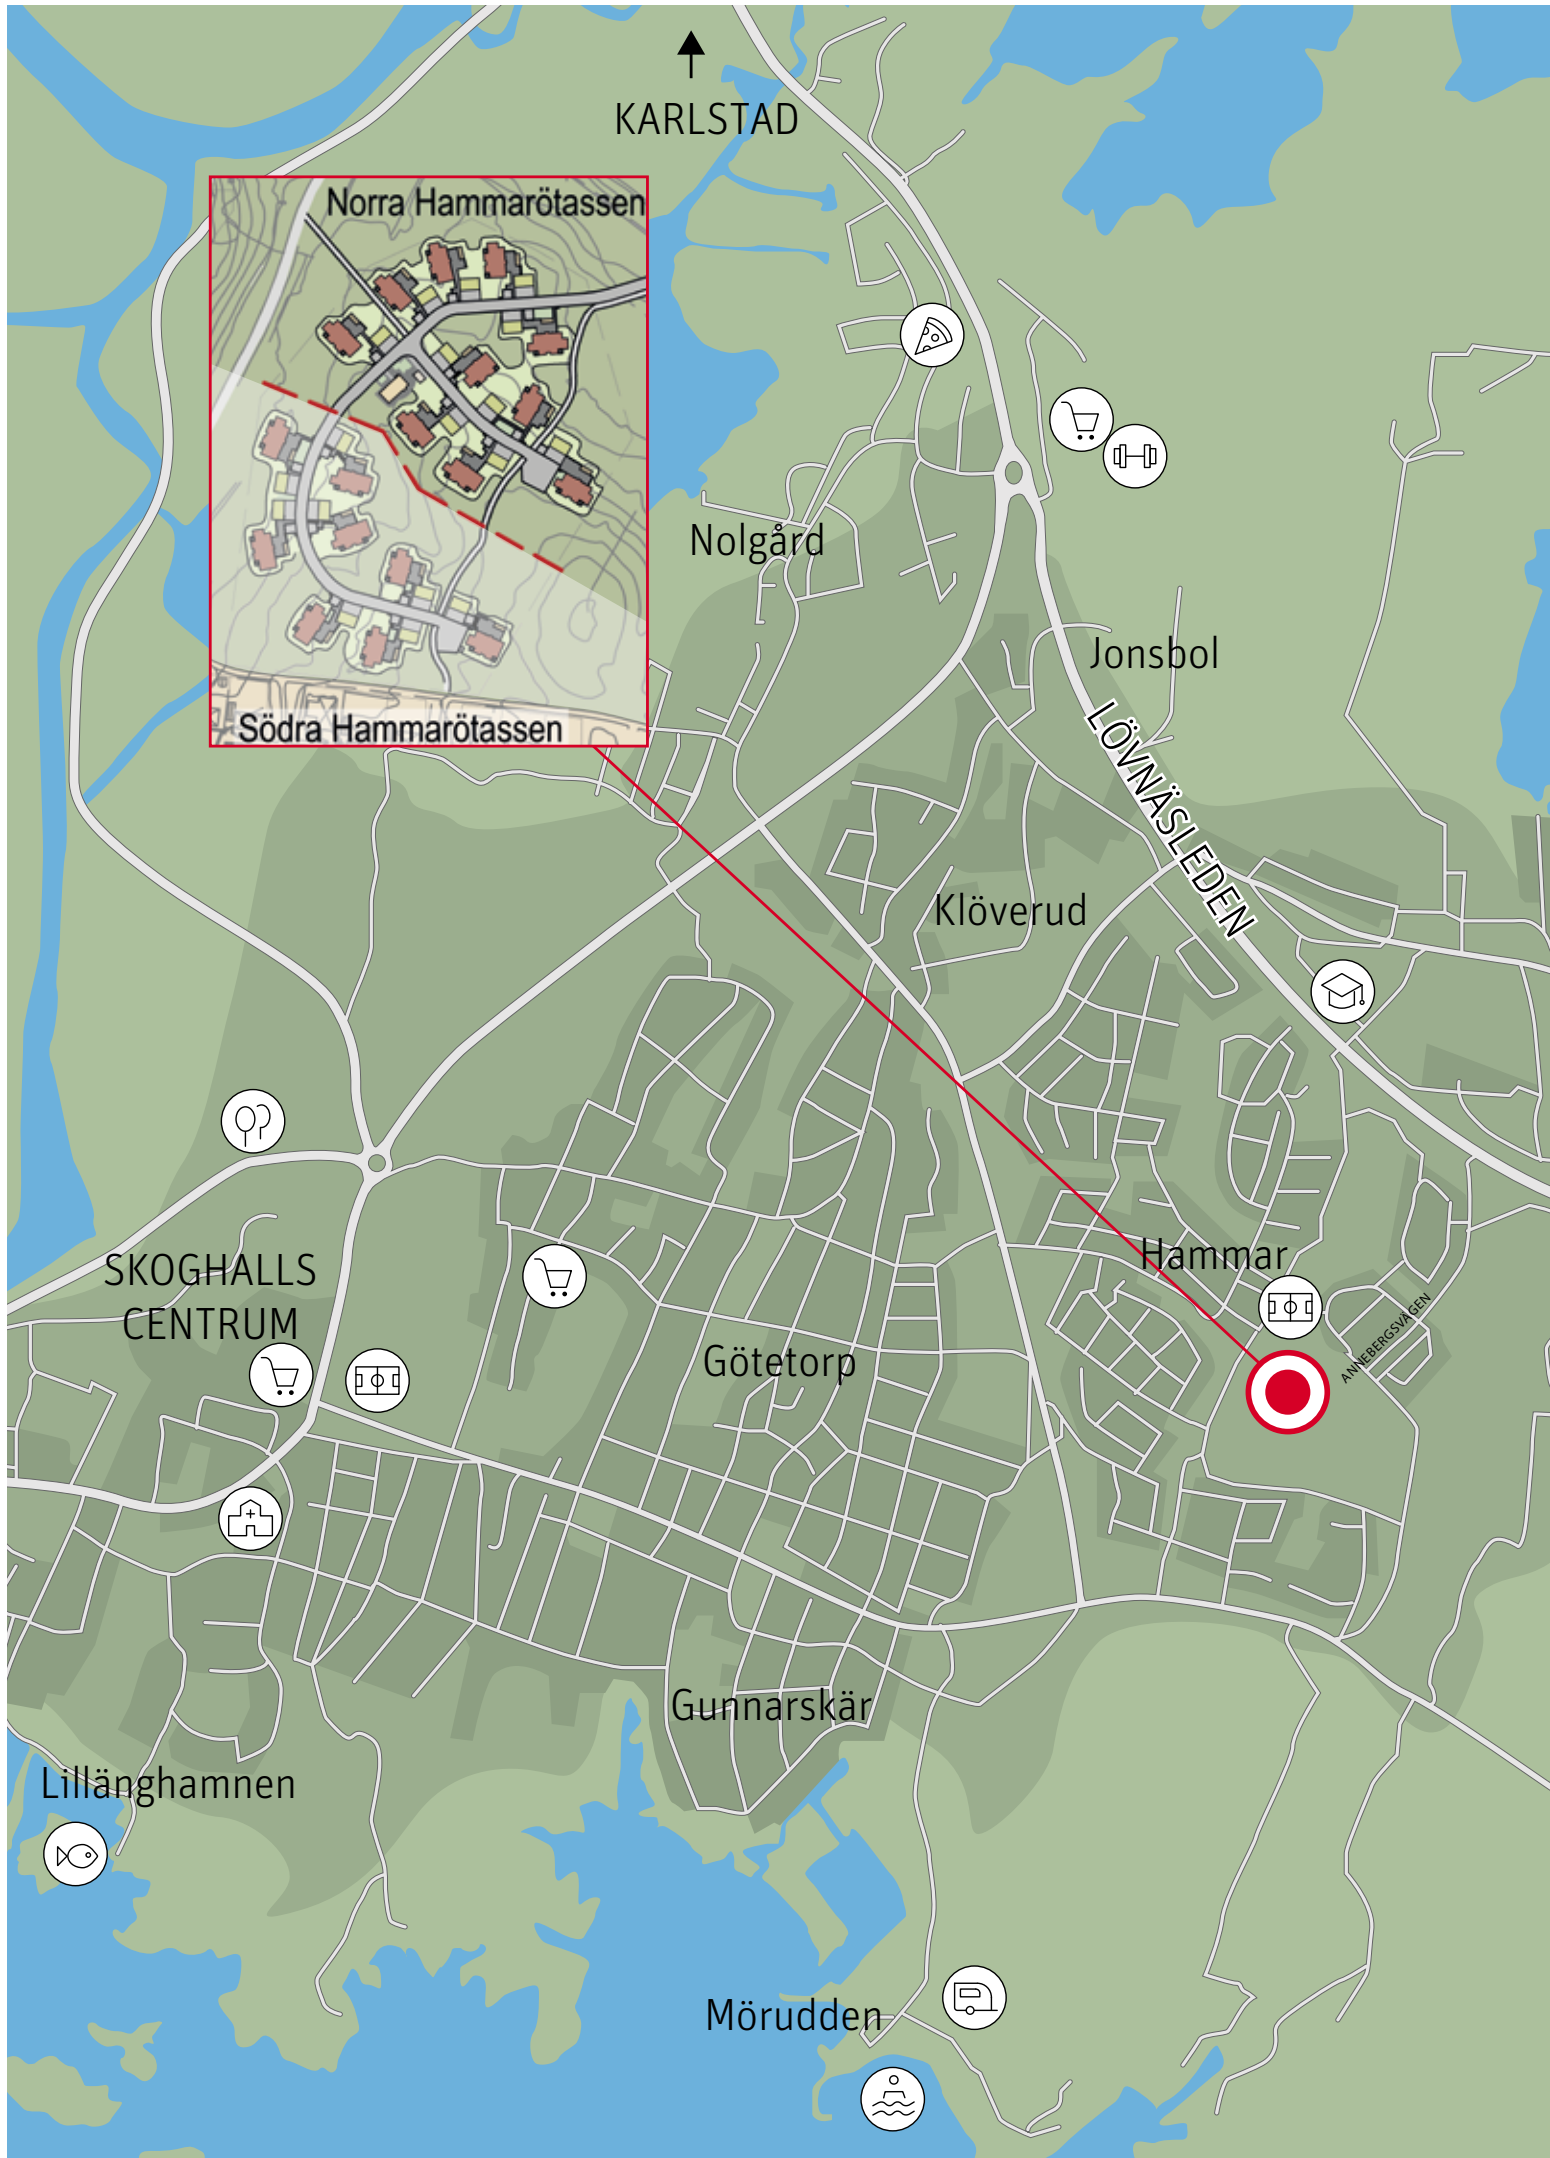 KARLSTAD
Norra Hammarötassen
Nolgård
Jonsbol
Södra Hammarötassen
LÖVNÄSLEDEN
Klöverud
Hammar
SKOGHALLS
CENTRUM
ANNEBERGSVÄGEN
Götetorp
Gunnarskär
Lillänghamnen
Mörudden